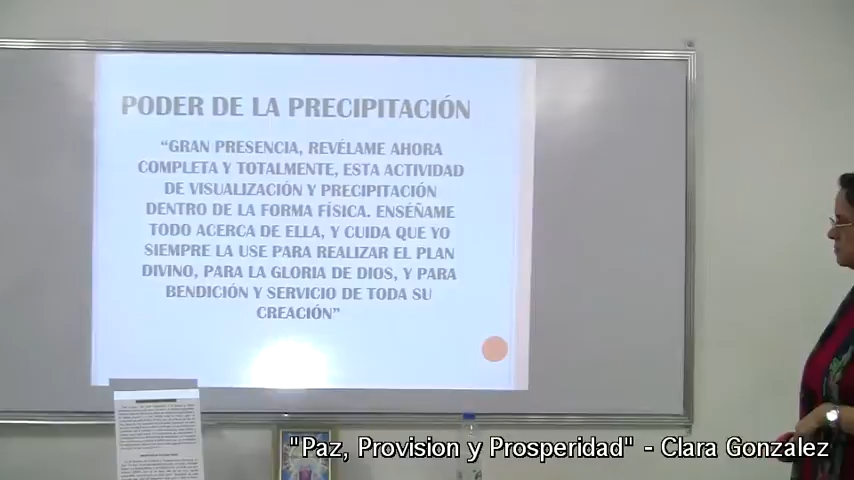 PODER DE LA PRECIPITACIÓN
"GRAN PRESENCIA, REVÉLAME AHORA
COMPLETA Y TOTALMENTE, ESTA ACTIVIDAD
DE VISUALIZACIÓN Y PRECIPITACIÓN
DENTRO DE LA FORMA FÍSICA. ENSÉÑAME
TODO ACERCA DE ELLA, Y CUIDA QUE YO
SIEMPRE LA USE PARA REALIZAR EL PLAN
DIVINO, PARA LA GLORIA DE DIOS, Y PARA
BENDICIÓN Y SERVICIO DE TODA SU
CREACIÓN"
"Paz, Provision y Prosperidad" - Clara Gonzalez